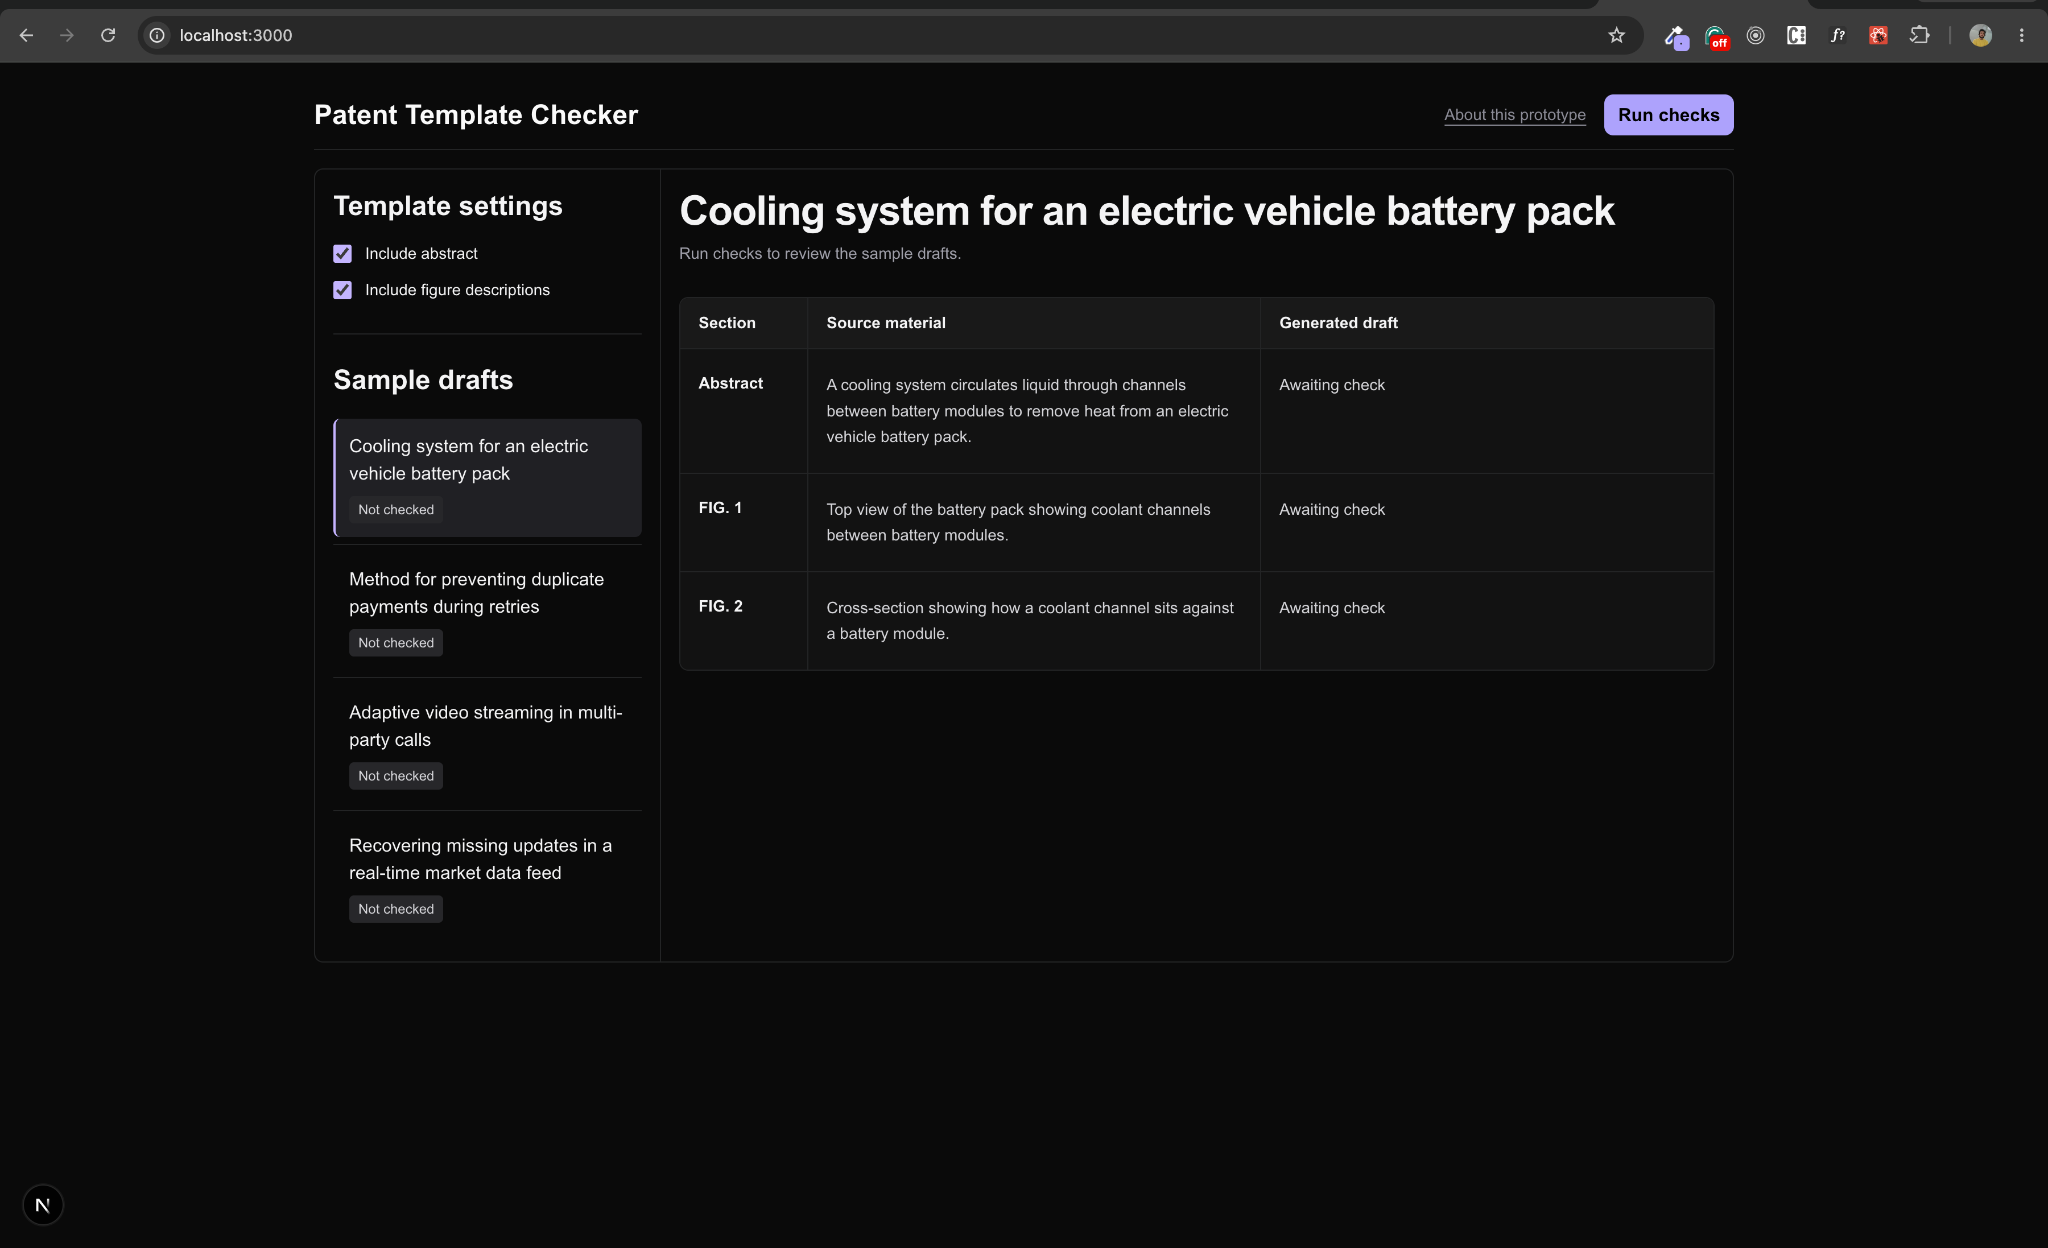 localhost:3000
off
f?
Patent Template Checker
About this prototype
Run checks
Template settings
Include abstract
Include figure descriptions
Sample drafts
Cooling system for an electric
vehicle battery pack
Not checked
Method for preventing duplicate
payments during retries
Not checked
Adaptive video streaming in multi-
party calls
Not checked
Recovering missing updates in a
real-time market data feed
Not checked
Cooling system for an electric vehicle battery pack
Run checks to review the sample drafts.
Section Source material Generated draft
Abstract
A cooling system circulates liquid through channels
between battery modules to remove heat from an electric
vehicle battery pack.
Awaiting check
FIG. 1
Top view of the battery pack showing coolant channels
between battery modules.
Awaiting check
FIG. 2
Cross-section showing how a coolant channel sits against
a battery module.
Awaiting check
N